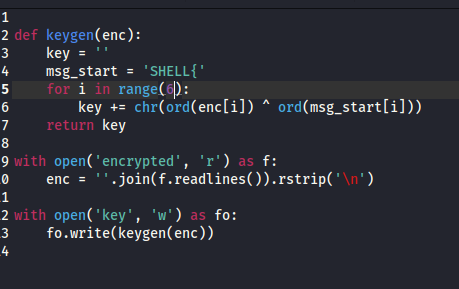 1
2 def keygen(enc):
3     key = ''
4     msg_start = 'SHELL{'
5     for i in range(6):
6         key += chr(ord(enc[i]) ^ ord(msg_start[i]))
7     return key
8
9 with open('encrypted', 'r') as f:
0     enc = ''.join(f.readlines()).rstrip('\n')
1
2 with open('key', 'w') as fo:
3     fo.write(keygen(enc))
4